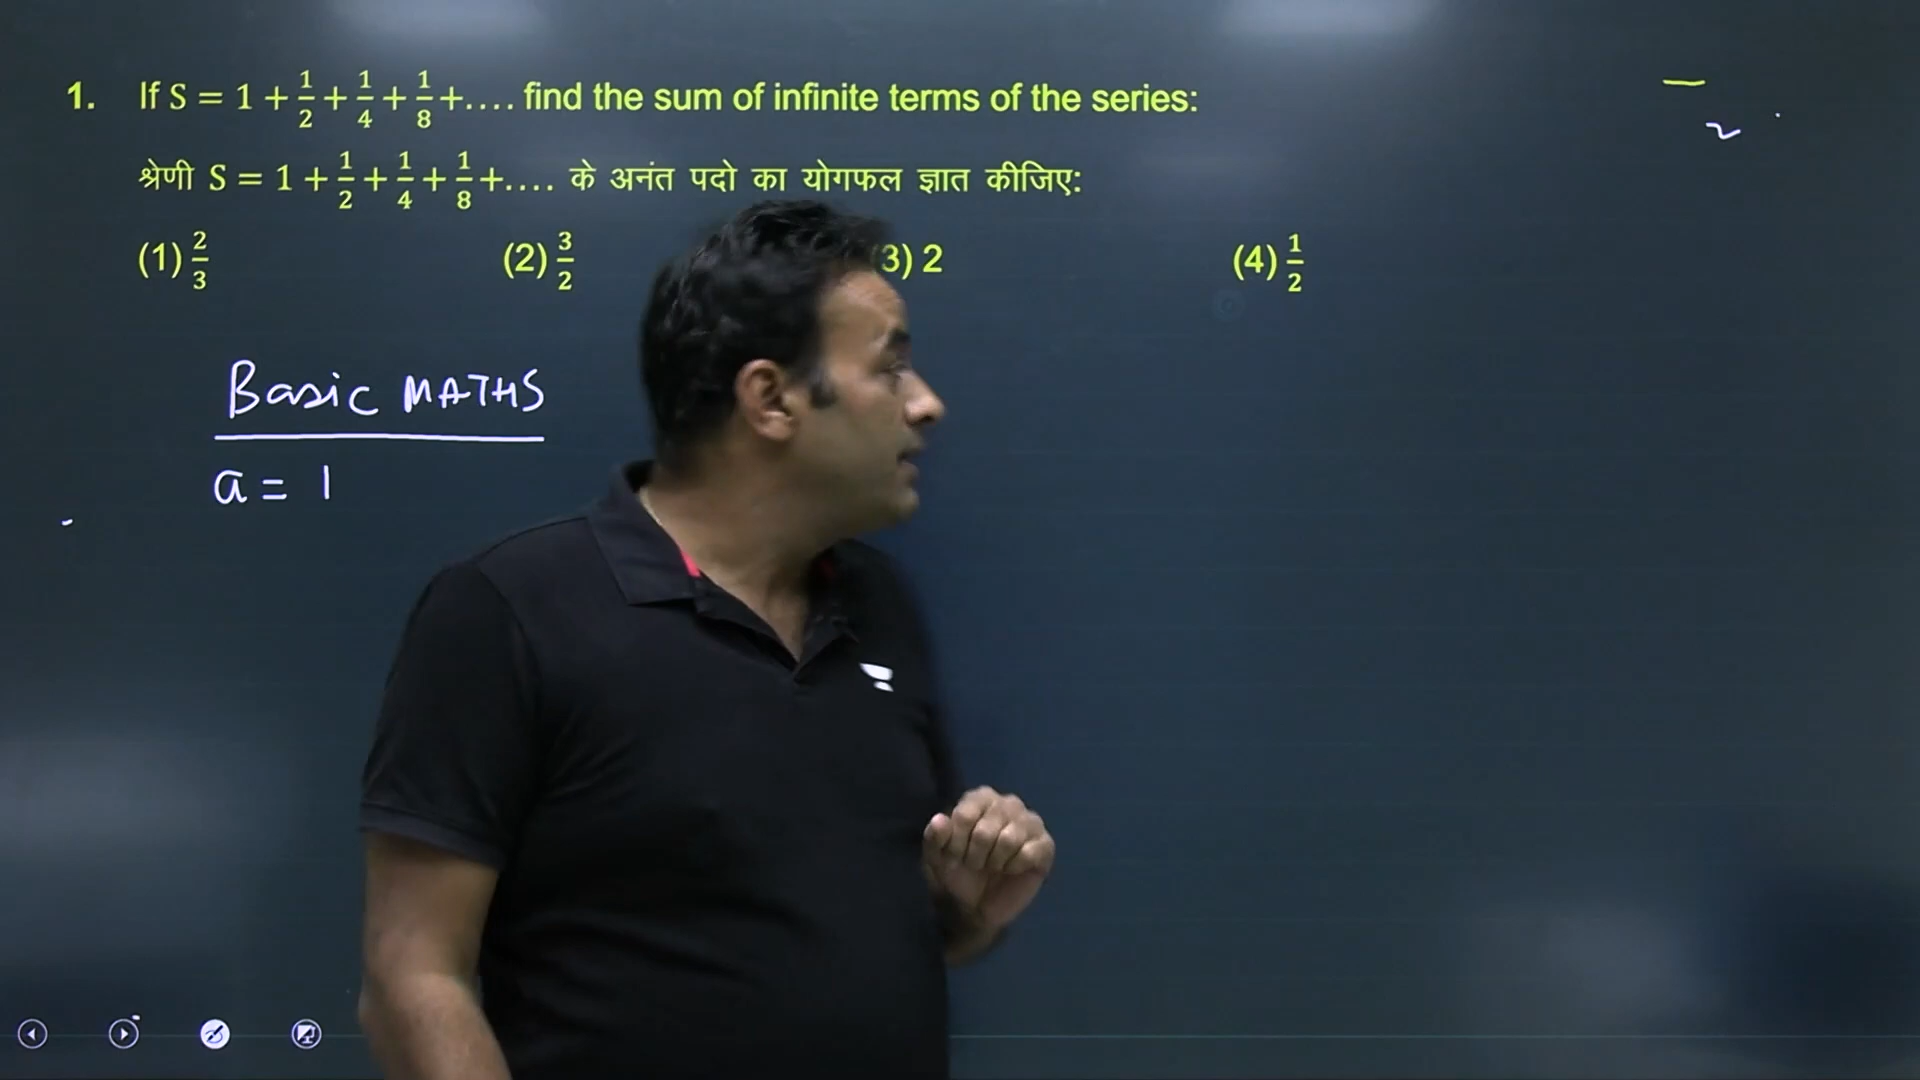 1. If S = 1 + 1/2 + 1/4 + 1/8 +.... find the sum of infinite terms of the series:
श्रेणी S = 1 + 1/2 + 1/4 + 1/8 +.... के अनंत पदो का योगफल ज्ञात कीजिए:
(1) 2/3 (2) 3/2 3) 2 (4) 1/2
Basic MATHS
a = 1